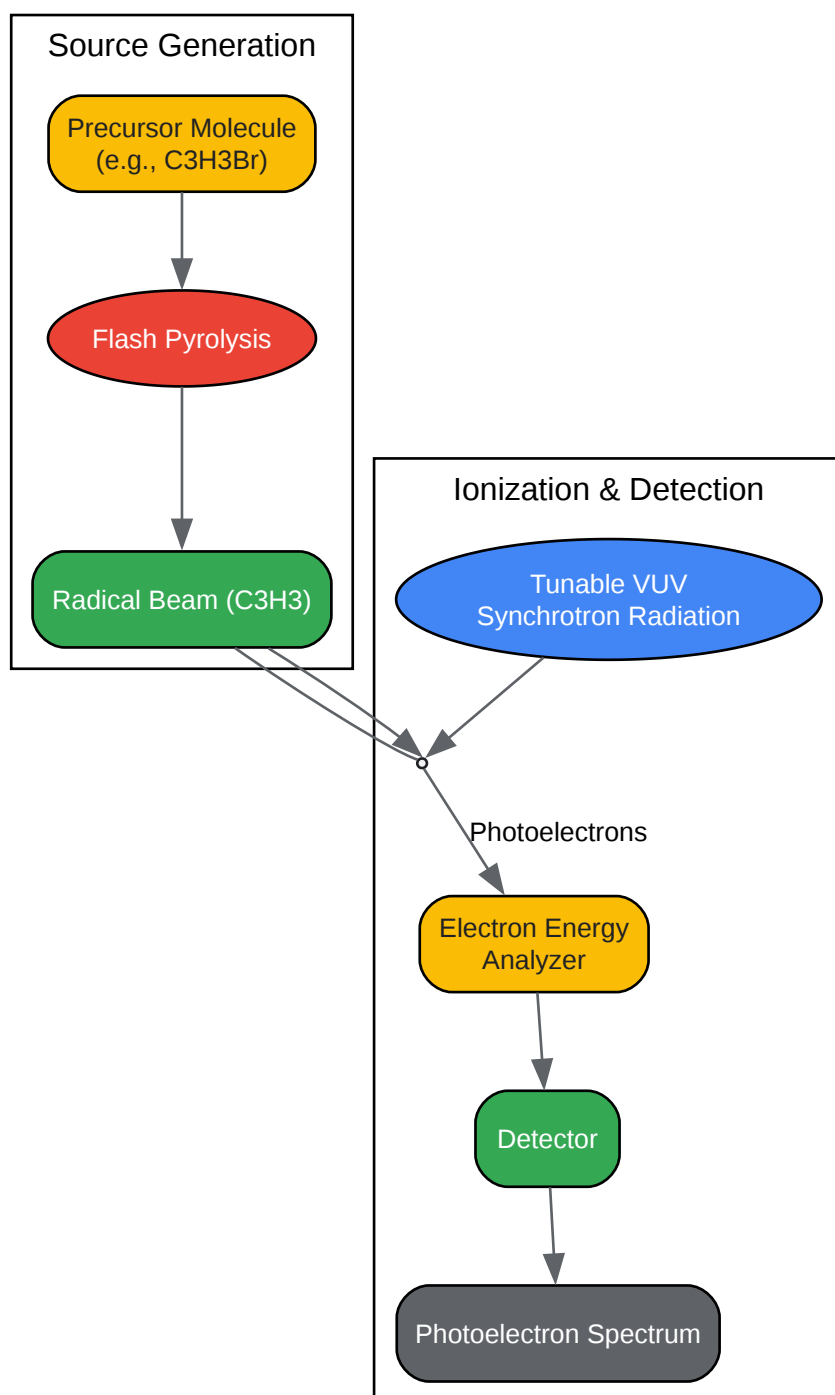 Source Generation
Precursor Molecule
(e.g., C3H3Br)
Flash Pyrolysis
Radical Beam (C3H3)
Ionization & Detection
Tunable VUV
Synchrotron Radiation
Photoelectrons
Electron Energy
Analyzer
Detector
Photoelectron Spectrum